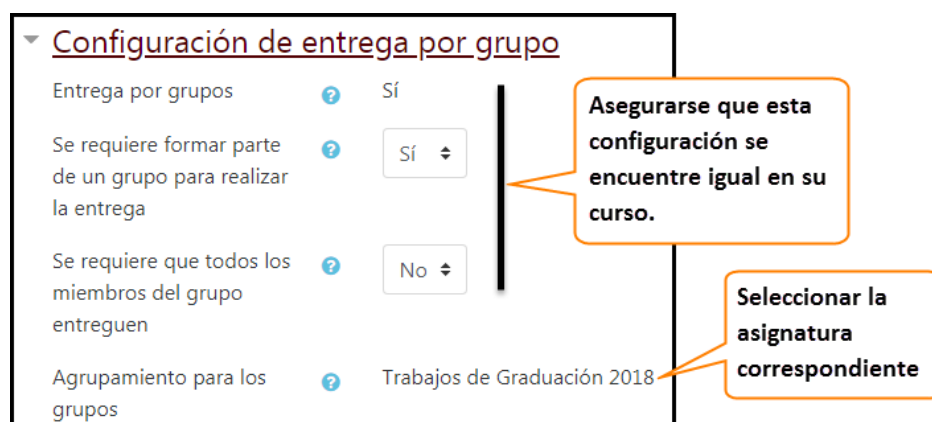 Configuración de entrega por grupo
Entrega por grupos
Sí
Se requiere formar parte
de un grupo para realizar
la entrega
Sí
Se requiere que todos los
miembros del grupo
entreguen
No
Agrupamiento para los
grupos
Trabajos de Graduación 2018
Asegurarse que esta
configuración se
encuentre igual en su
curso.
Seleccionar la
asignatura
correspondiente